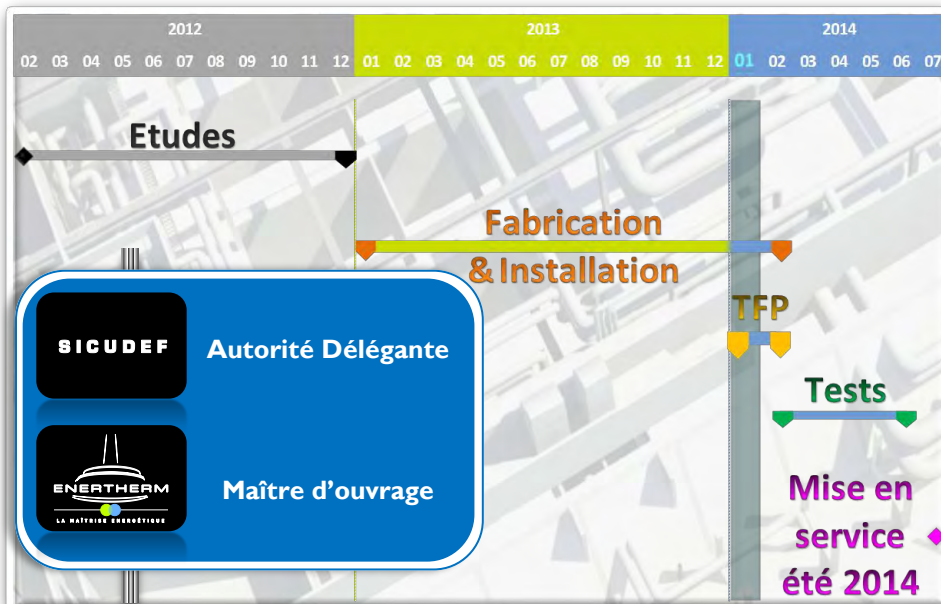 2012 2013 2014
02 03 04 05 06 07 08 09 10 11 12 01 02 03 04 05 06 07 08 09 10 11 12 01 02 03 04 05 06 07
Etudes
Fabrication
& Installation
TFP
Tests
Mise en
service
été 2014
SICUDEF
Autorité Délégante
ENERTHERM
LA MAÎTRISE ENERGÉTIQUE
Maître d’ouvrage